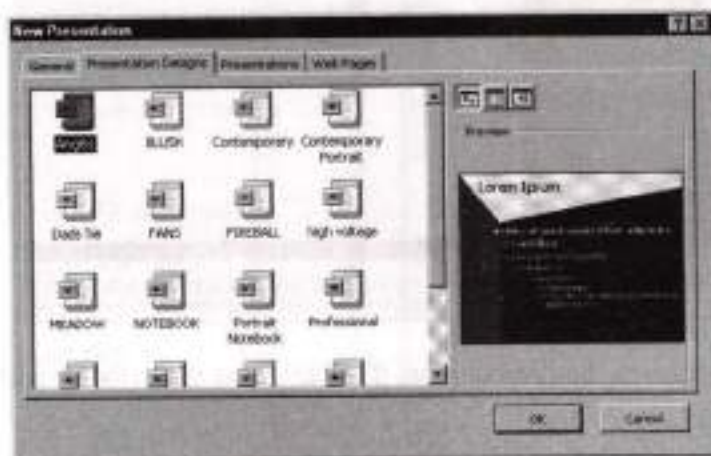 New Presentation
General Presentation Designs Presentations Web Pages
Angles BLUSH Contemporary Contemporary Portrait
Preview
Dads Tie FANS FIREBALL high voltage
MEADOW NOTEBOOK Portrait Notebook Professional
Lorem Ipsum
OK Cancel